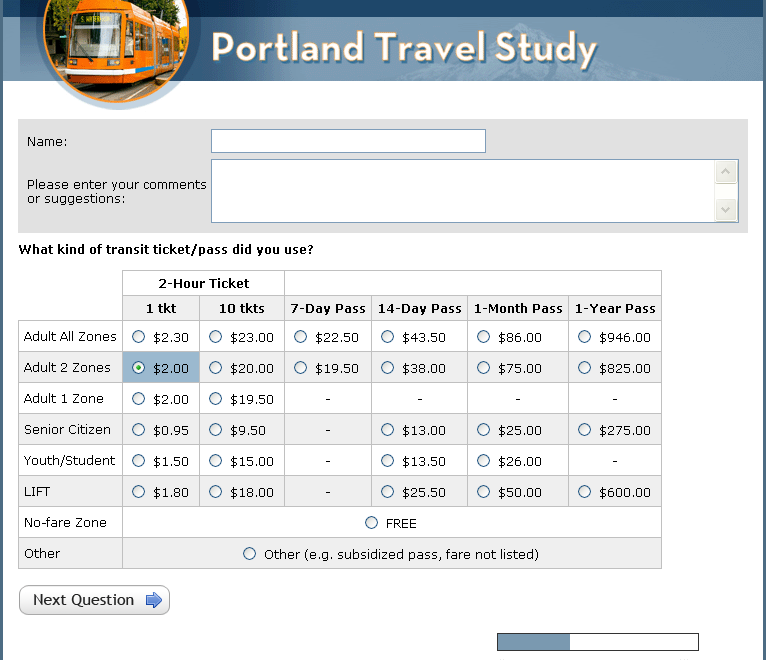 Portland Travel Study
Name:
Please enter your comments
or suggestions:
What kind of transit ticket/pass did you use?
2-Hour Ticket
1 tkt 10 tkts 7-Day Pass 14-Day Pass 1-Month Pass 1-Year Pass
Adult All Zones $2.30 $23.00 $22.50 $43.50 $86.00 $946.00
Adult 2 Zones $2.00 $20.00 $19.50 $38.00 $75.00 $825.00
Adult 1 Zone $2.00 $19.50 - - - -
Senior Citizen $0.95 $9.50 - $13.00 $25.00 $275.00
Youth/Student $1.50 $15.00 - $13.50 $26.00 -
LIFT $1.80 $18.00 - $25.50 $50.00 $600.00
No-fare Zone FREE
Other Other (e.g. subsidized pass, fare not listed)
Next Question